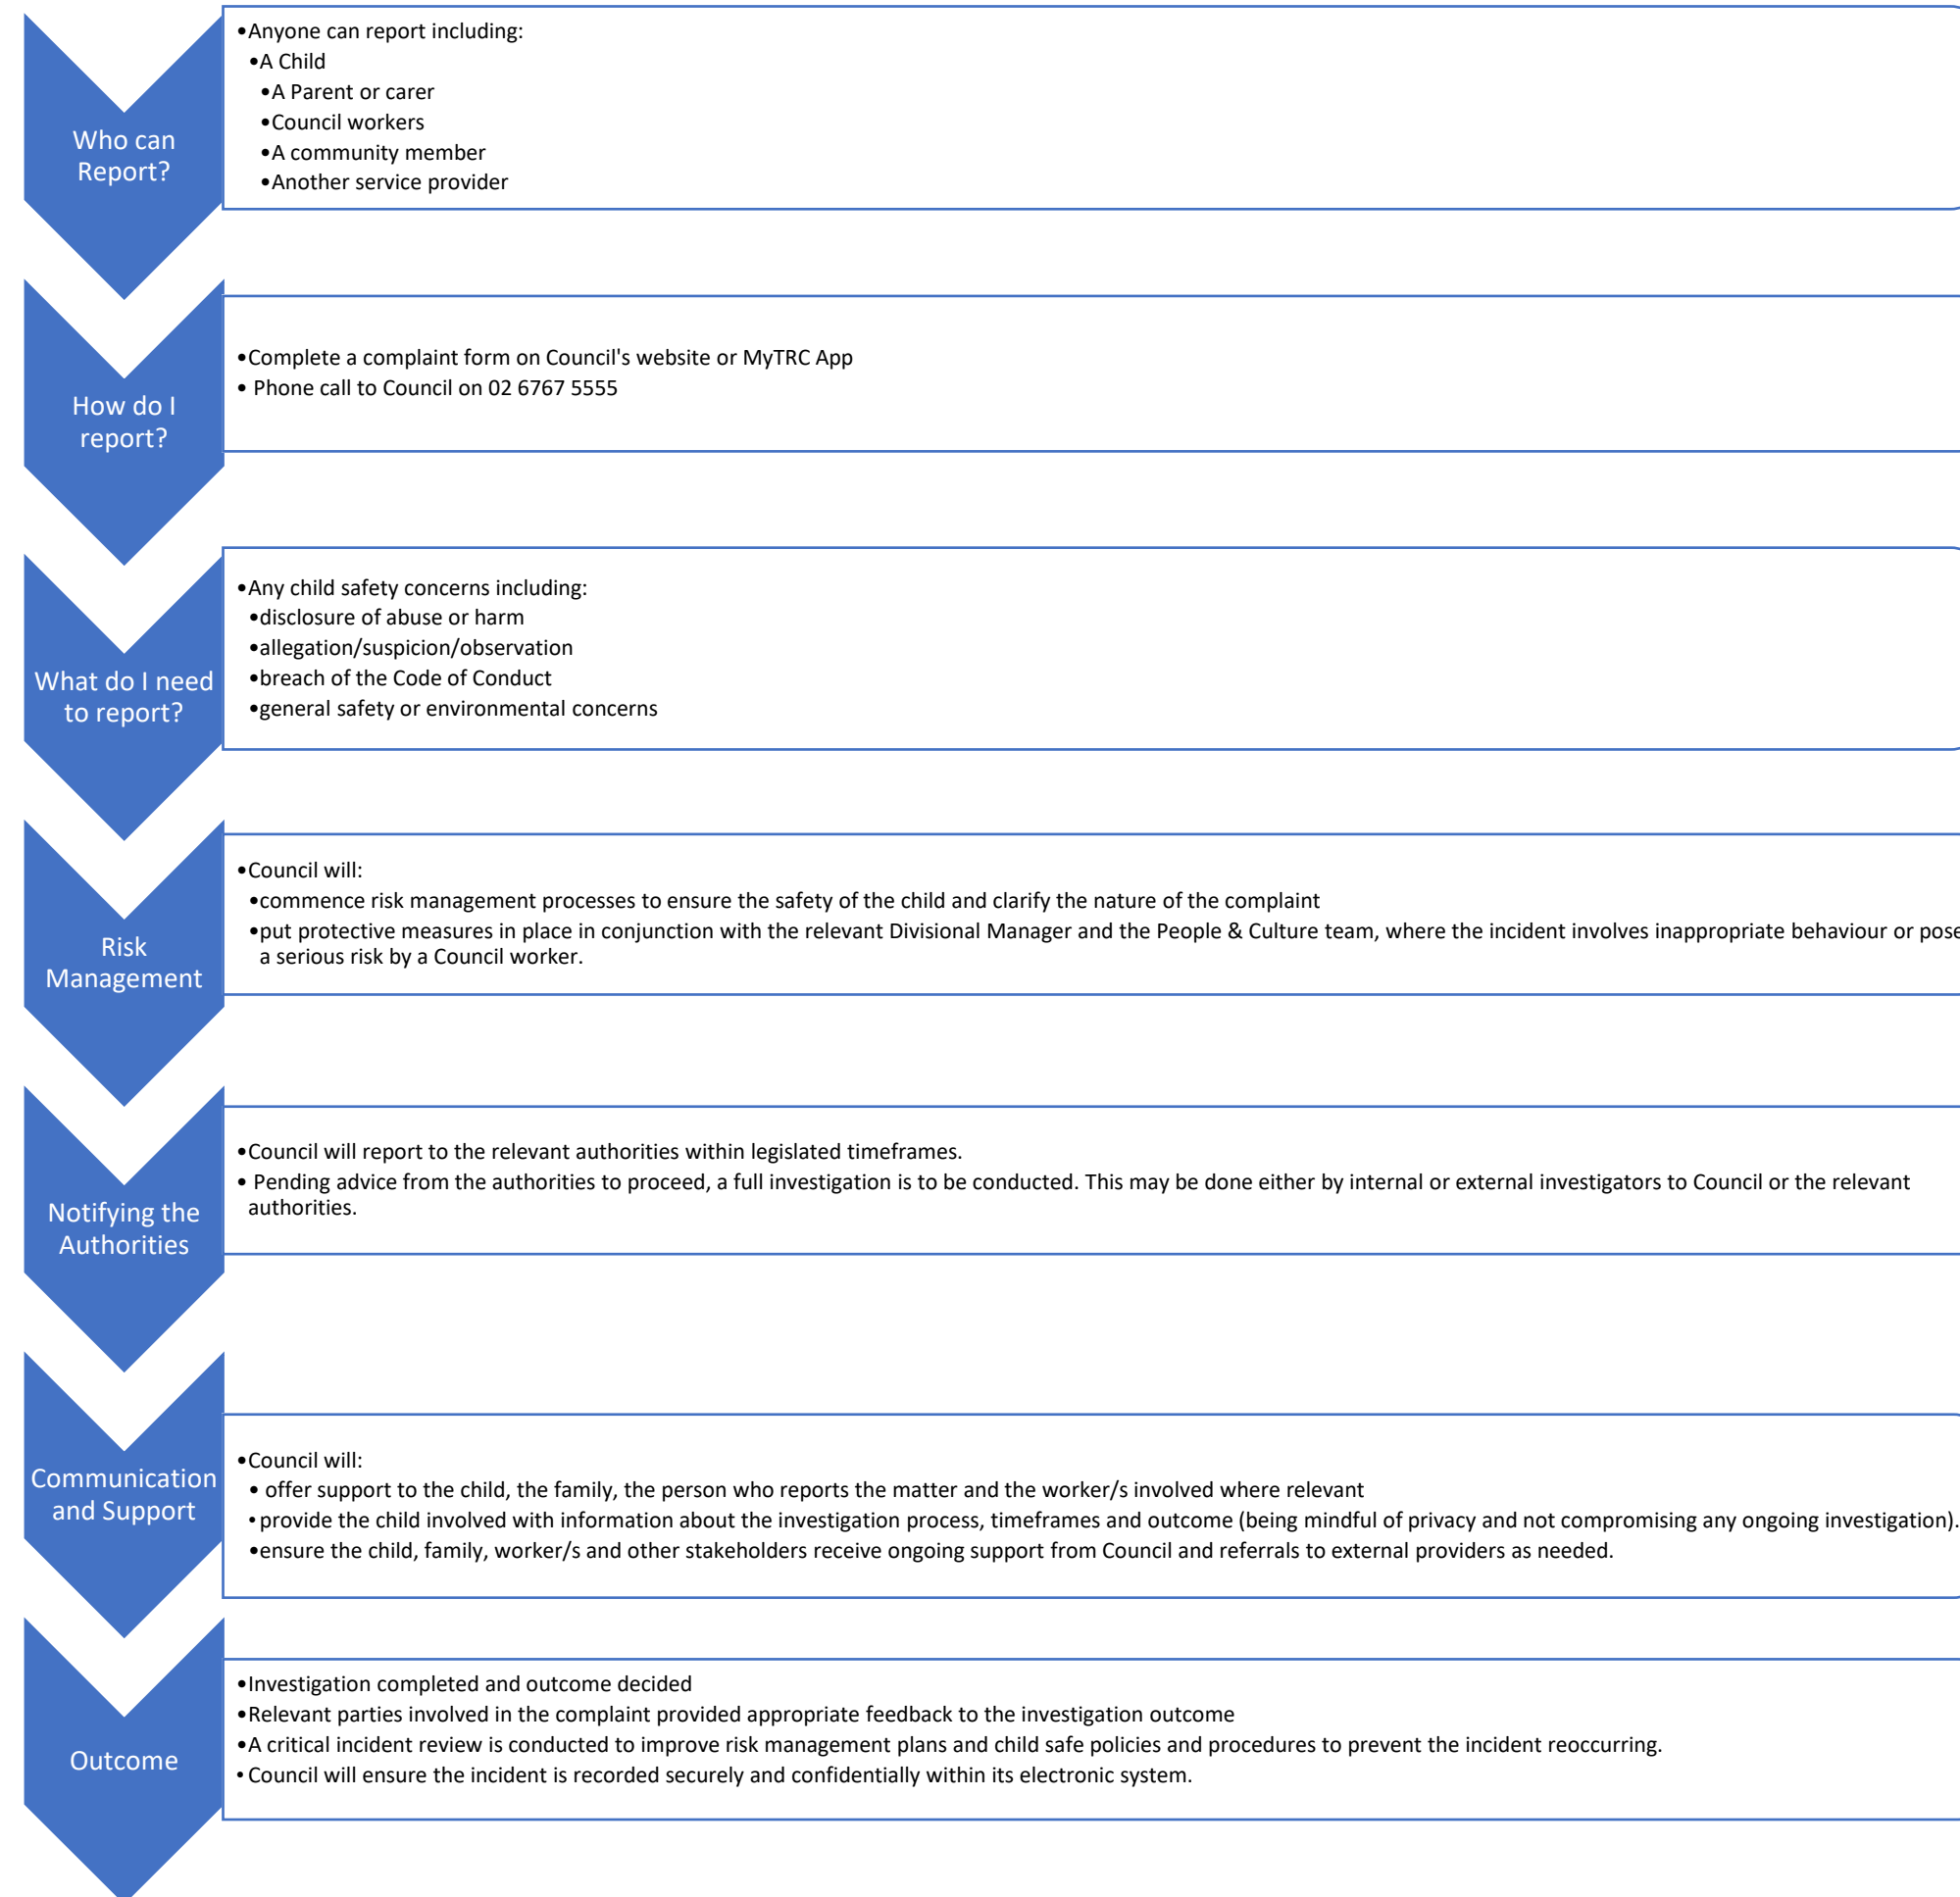 Who can
Report?
•Anyone can report including:
•A Child
•A Parent or carer
•Council workers
•A community member
•Another service provider
How do I
report?
•Complete a complaint form on Council's website or MyTRC App
• Phone call to Council on 02 6767 5555
What do I need
to report?
•Any child safety concerns including:
•disclosure of abuse or harm
•allegation/suspicion/observation
•breach of the Code of Conduct
•general safety or environmental concerns
Risk
Management
•Council will:
•commence risk management processes to ensure the safety of the child and clarify the nature of the complaint
•put protective measures in place in conjunction with the relevant Divisional Manager and the People & Culture team, where the incident involves inappropriate behaviour or pose
a serious risk by a Council worker.
Notifying the
Authorities
•Council will report to the relevant authorities within legislated timeframes.
• Pending advice from the authorities to proceed, a full investigation is to be conducted. This may be done either by internal or external investigators to Council or the relevant
authorities.
Communication
and Support
•Council will:
• offer support to the child, the family, the person who reports the matter and the worker/s involved where relevant
•provide the child involved with information about the investigation process, timeframes and outcome (being mindful of privacy and not compromising any ongoing investigation).
•ensure the child, family, worker/s and other stakeholders receive ongoing support from Council and referrals to external providers as needed.
Outcome
•Investigation completed and outcome decided
•Relevant parties involved in the complaint provided appropriate feedback to the investigation outcome
•A critical incident review is conducted to improve risk management plans and child safe policies and procedures to prevent the incident reoccurring.
•Council will ensure the incident is recorded securely and confidentially within its electronic system.